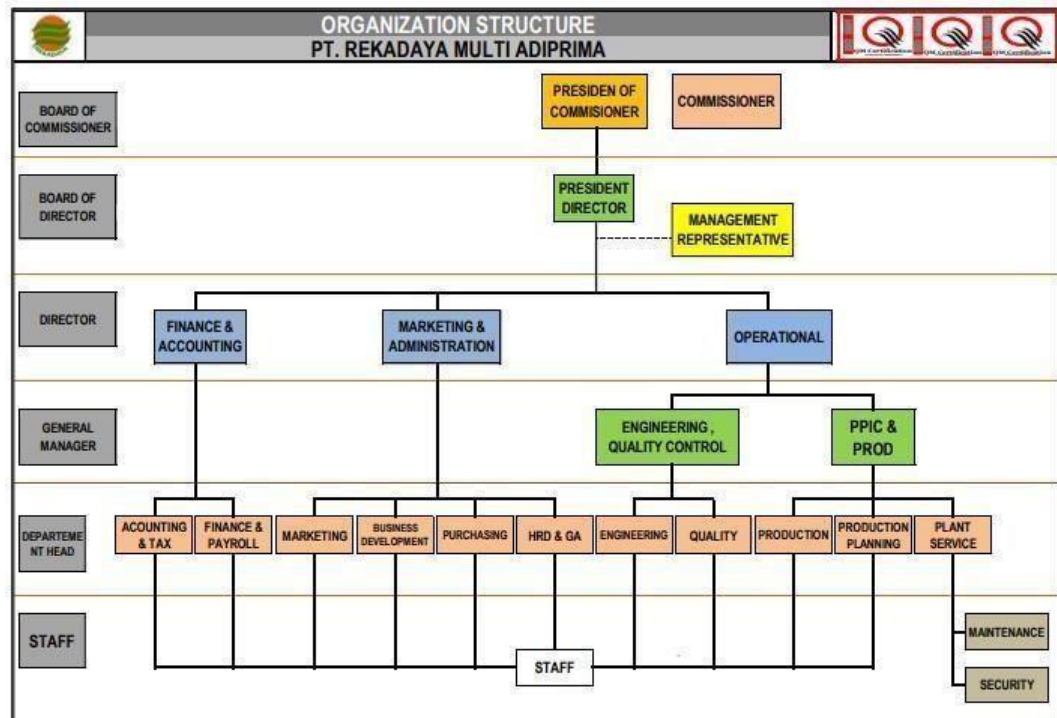 ORGANIZATION STRUCTURE
PT. REKADAYA MULTI ADIPRIMA
BOARD OF
COMMISSIONER
PRESIDEN OF
COMMISIONER
COMMISSIONER
BOARD OF
DIRECTOR
PRESIDENT
DIRECTOR
MANAGEMENT
REPRESENTATIVE
DIRECTOR
FINANCE &
ACCOUNTING
MARKETING &
ADMINISTRATION
OPERATIONAL
GENERAL
MANAGER
ENGINEERING ,
QUALITY CONTROL
PPIC &
PROD
DEPARTEME
NT HEAD
ACOUNTING
& TAX
FINANCE &
PAYROLL
MARKETING
BUSINESS
DEVELOPMENT
PURCHASING
HRD & GA
ENGINEERING
QUALITY
PRODUCTION
PRODUCTION
PLANNING
PLANT
SERVICE
STAFF
STAFF
MAINTENANCE
SECURITY